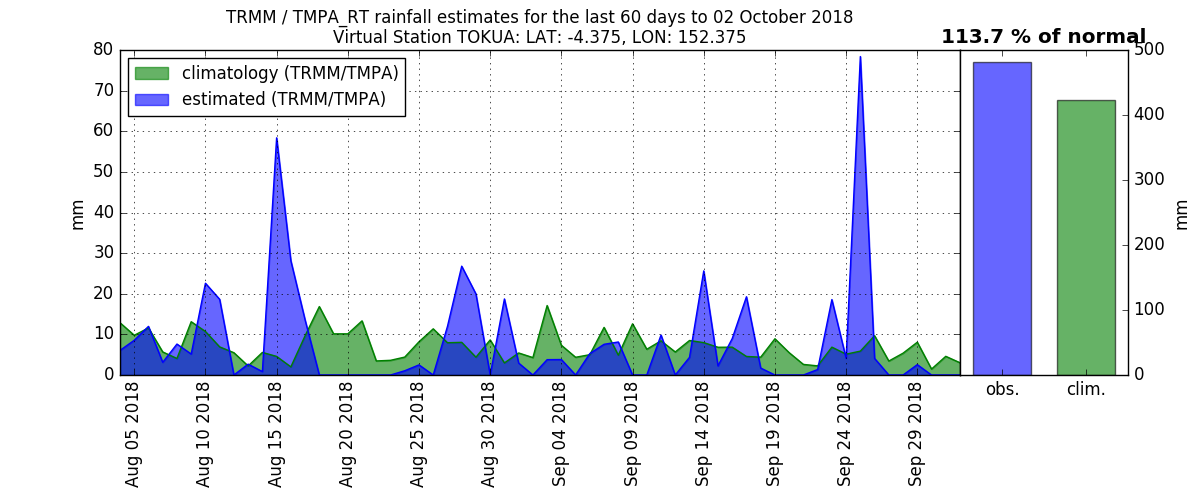 TRMM / TMPA_RT rainfall estimates for the last 60 days to 02 October 2018
Virtual Station TOKUA: LAT: -4.375, LON: 152.375
113.7 % of normal
climatology (TRMM/TMPA)
estimated (TRMM/TMPA)
mm
80
70
60
50
40
30
20
10
0
Aug 05 2018
Aug 10 2018
Aug 15 2018
Aug 20 2018
Aug 25 2018
Aug 30 2018
Sep 04 2018
Sep 09 2018
Sep 14 2018
Sep 19 2018
Sep 24 2018
Sep 29 2018
obs.
clim.
500
400
300
200
100
0
mm